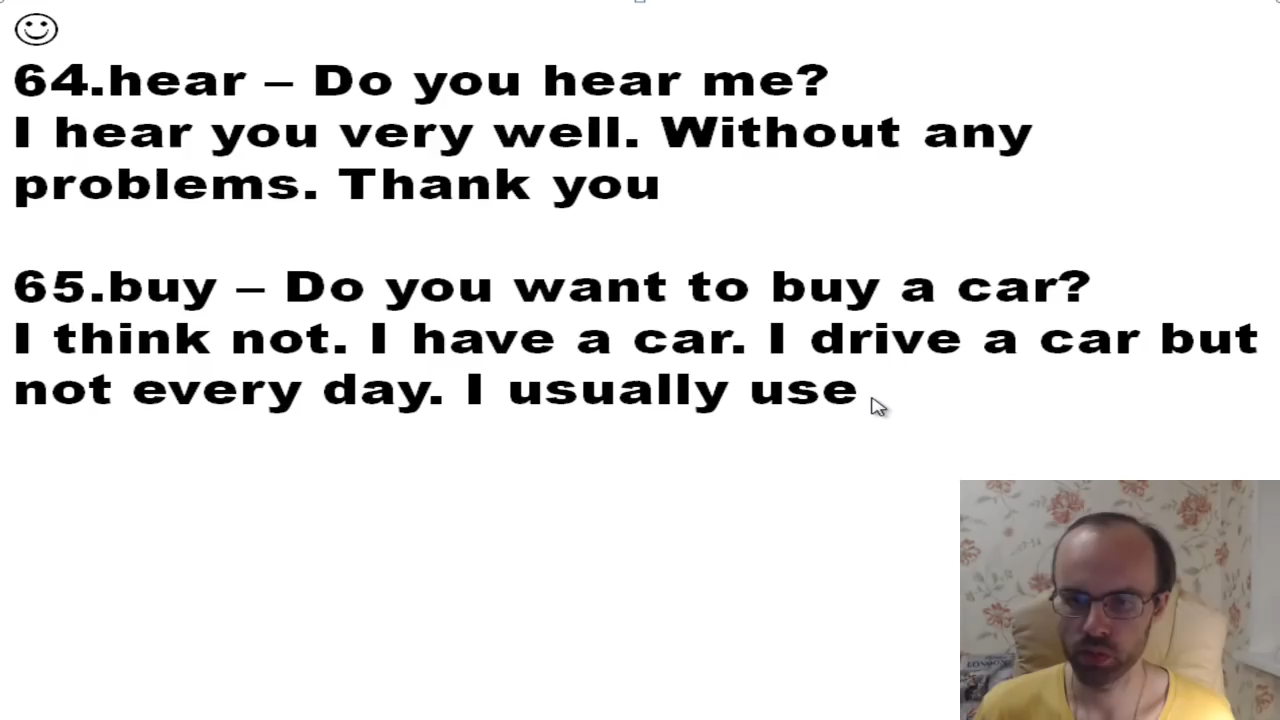 64.hear – Do you hear me?
I hear you very well. Without any
problems. Thank you
65.buy – Do you want to buy a car?
I think not. I have a car. I drive a car but
not every day. I usually use
LONDON